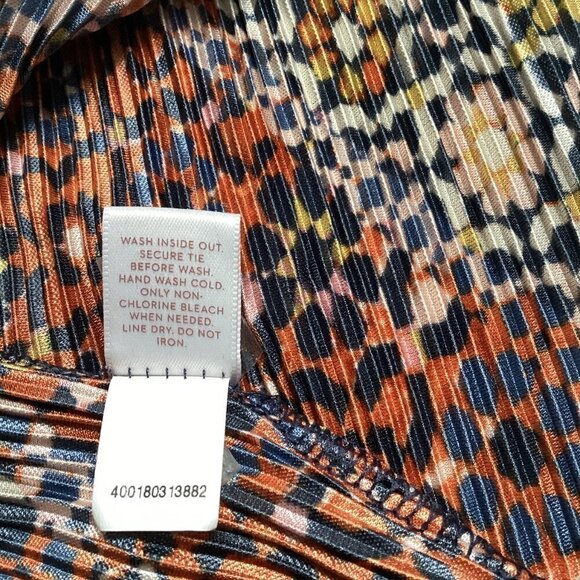 WASH INSIDE OUT.
SECURE TIE
BEFORE WASH.
HAND WASH COLD.
ONLY NON-
CHLORINE BLEACH
WHEN NEEDED.
LINE DRY. DO NOT
IRON.
400180313882